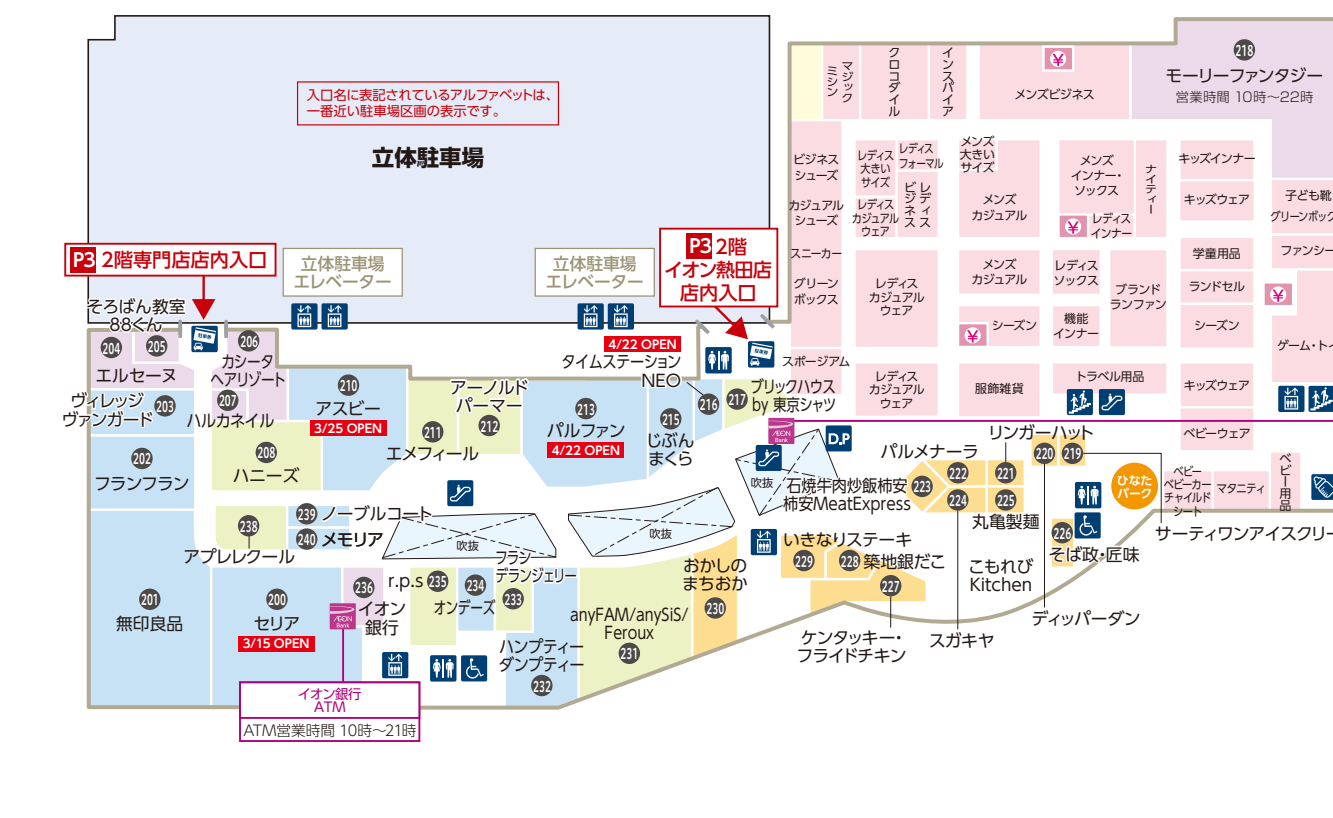 入口名に表記されているアルファベットは、
一番近い駐車場区画の表示です。
立体駐車場
P3 2階専門店店内入口
立体駐車場
エレベーター
立体駐車場
エレベーター
P3 2階
イオン熱田店
店内入口
駐車券
駐車券
そろばん教室
88くん
204
205
エルセーヌ
206
カシータ
ヘアリゾート
207
ハルカネイル
ヴィレッジ
ヴァンガード
203
202
フランフラン
208
ハニーズ
210
アスビー
3/25 OPEN
211
エメフィール
アーノルド
パーマー
212
213
パルファン
4/22 OPEN
4/22 OPEN
タイムステーション
NEO
215
じぶん
まくら
216
217
ブリックハウス
by 東京シャツ
238
アプレレクール
239
ノーブルコート
240
メモリア
201
無印良品
200
セリア
3/15 OPEN
236
イオン
銀行
ÆON
Bank
イオン銀行
ATM
ATM営業時間 10時〜21時
r.p.s
235
234
オンデーズ
フラン
デランジェリー
233
ハンプティー
ダンプティー
232
anyFAM/anySiS/
Feroux
231
おかしの
まちおか
230
吹抜
吹抜
吹抜
ÆON
Bank
D.P
いきなりステーキ
229
228
築地銀だこ
227
ケンタッキー・
フライドチキン
石焼牛肉炒飯柿安
柿安MeatExpress
223
パルメナーラ
222
224
スガキヤ
リンガーハット
221
225
丸亀製麺
220
219
ディッパーダン
サーティワンアイスクリー
226
そば政・匠味
こもれび
Kitchen
ひなた
パーク
マジック
ミシン
クロコダイル
インスパイア
¥
メンズビジネス
218
モーリーファンタジー
営業時間 10時〜22時
ビジネス
シューズ
カジュアル
シューズ
スニーカー
グリーン
ボックス
スポージアム
レディス
大きい
サイズ
レディス
フォーマル
レディス
カジュアル
ウェア
レディス
ビジネス
レディス
カジュアル
ウェア
レディス
カジュアル
ウェア
メンズ
大きい
サイズ
メンズ
カジュアル
メンズ
カジュアル
¥
シーズン
服飾雑貨
メンズ
インナー・
ソックス
¥
レディス
インナー
ナイティー
レディス
ソックス
機能
インナー
ブランド
ランファン
トラベル用品
キッズインナー
キッズウェア
学童用品
ランドセル
シーズン
キッズウェア
ベビーウェア
子ども靴
グリーンボック
ファンシー
¥
ゲーム・トイ
ベビー
ベビーカー
チャイルド
シート
マタニティ
ベビー用品